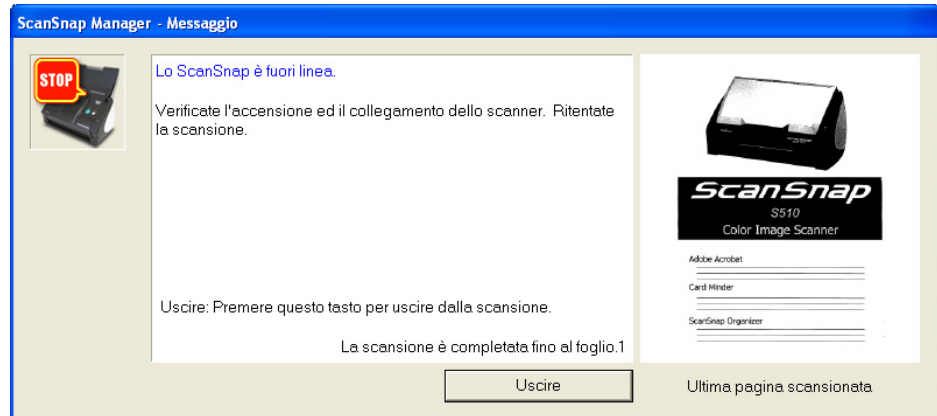 ScanSnap Manager - Messaggio
STOP
Lo ScanSnap è fuori linea.
Verificate l'accensione ed il collegamento dello scanner. Ritentate
la scansione.
Uscire: Premere questo tasto per uscire dalla scansione.
La scansione è completata fino al foglio.1
Uscire
ScanSnap
S510
Color Image Scanner
Adobe Acrobat
Card Minder
ScanSnap Organizer
Ultima pagina scansionata